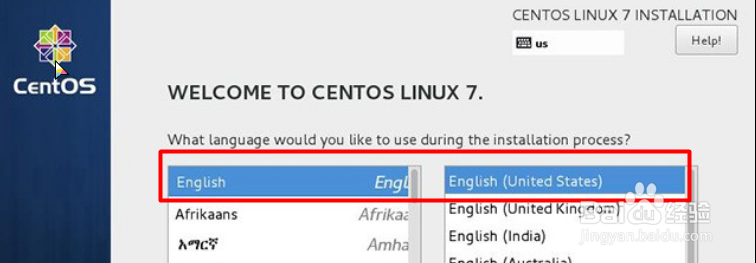 CENTOS LINUX 7 INSTALLATION
us
Help!
CentOS
WELCOME TO CENTOS LINUX 7.
What language would you like to use during the installation process?
English Engl
English (United States)
Afrikaans Afrikaa
English (United Kingdom)
አማርኛ Amha
English (India)
English (Australia)
Baidu 经验
jingyan.baidu.com